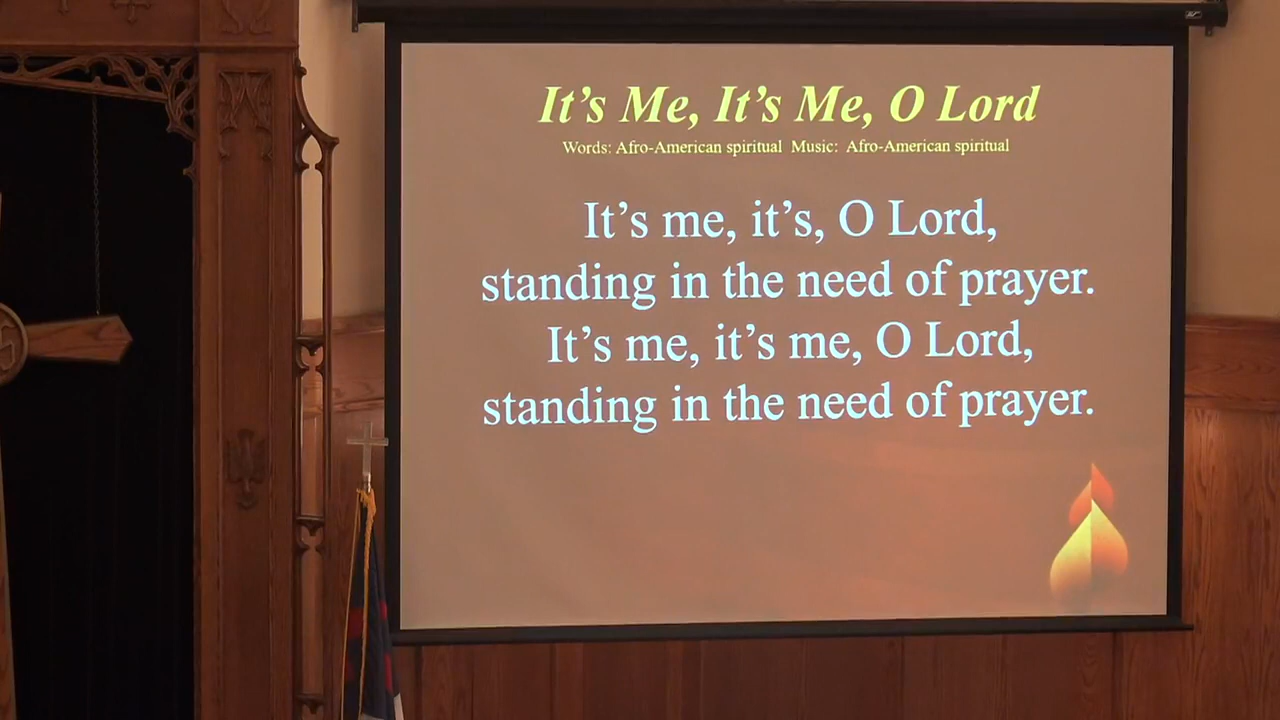 It's Me, It's Me, O Lord
Words: Afro-American spiritual Music: Afro-American spiritual
It's me, it's, O Lord,
standing in the need of prayer.
It's me, it's me, O Lord,
standing in the need of prayer.